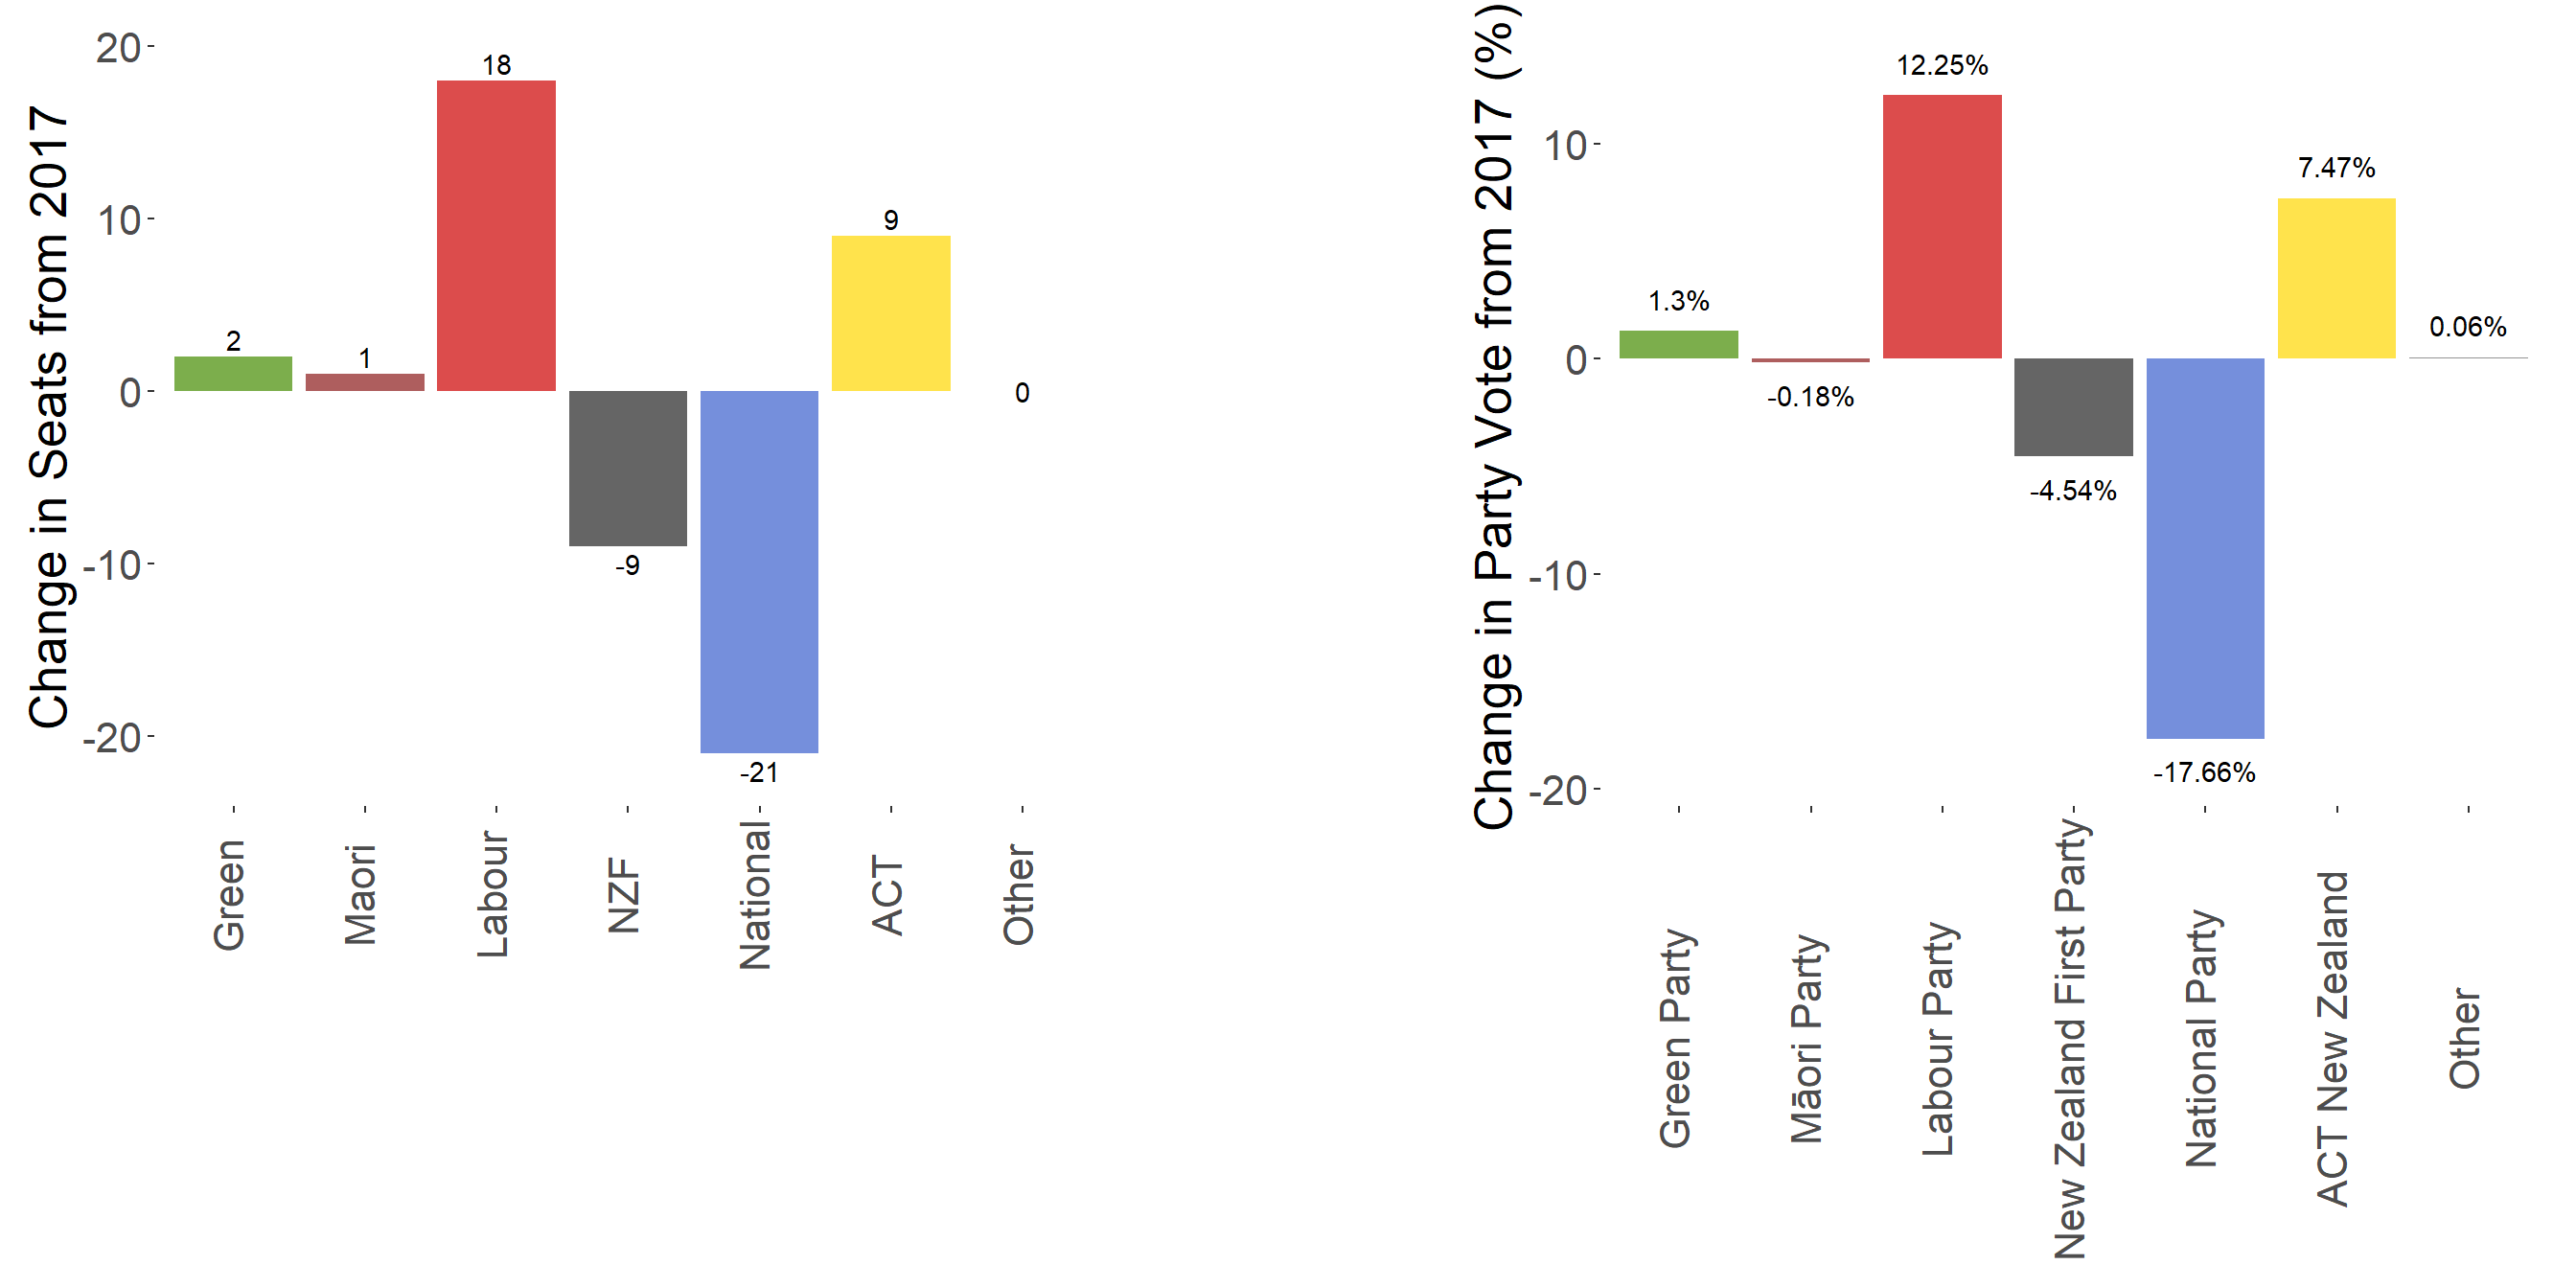 Change in Seats from 2017
20
10
0
-10
-20
2
1
18
-9
-21
9
0
Green
Maori
Labour
NZF
National
ACT
Other
Change in Party Vote from 2017 (%)
10
0
-10
-20
1.3%
-0.18%
12.25%
-4.54%
-17.66%
7.47%
0.06%
Green Party
Māori Party
Labour Party
New Zealand First Party
National Party
ACT New Zealand
Other